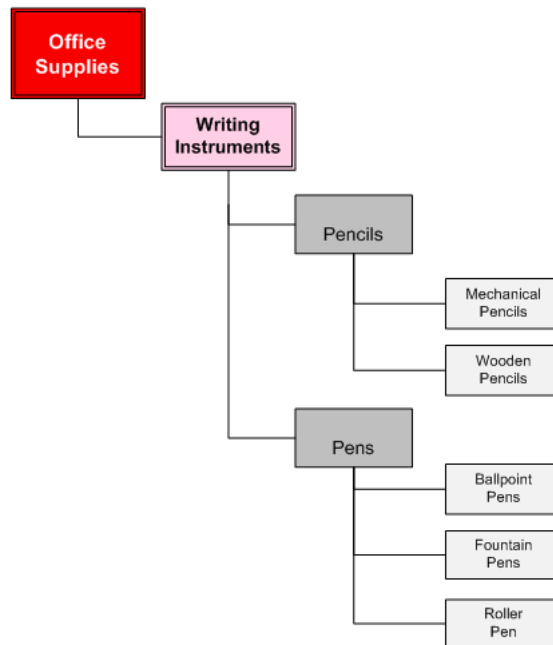 Office
Supplies
Writing
Instruments
Pencils
Mechanical
Pencils
Wooden
Pencils
Pens
Ballpoint
Pens
Fountain
Pens
Roller
Pen